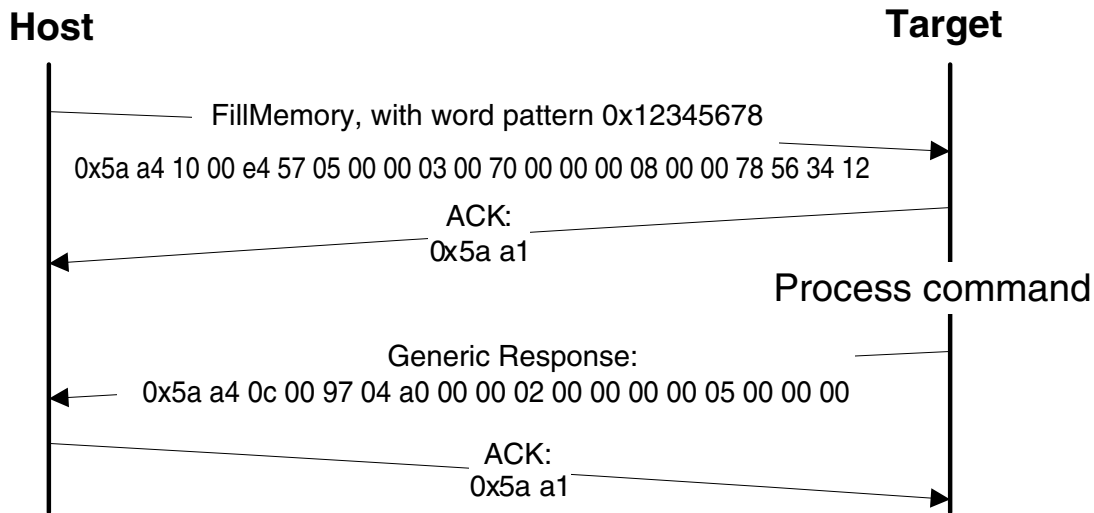 Host
Target
FillMemory, with word pattern 0x12345678
0x5a a4 10 00 e4 57 05 00 00 03 00 70 00 00 00 08 00 00 78 56 34 12
ACK:
0x5a a1
Process command
Generic Response:
0x5a a4 0c 00 97 04 a0 00 00 02 00 00 00 00 05 00 00 00
ACK:
0x5a a1